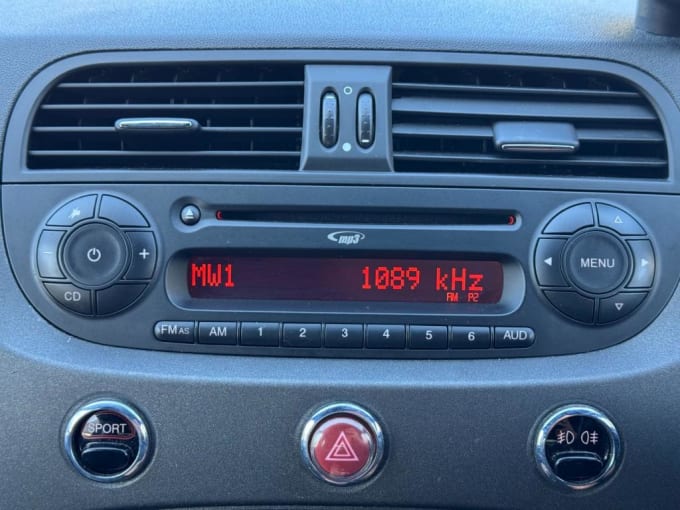 mp3
MW1 1089 kHz
AM P2
- +
CD
MENU
FM AS AM 1 2 3 4 5 6 AUD
SPORT